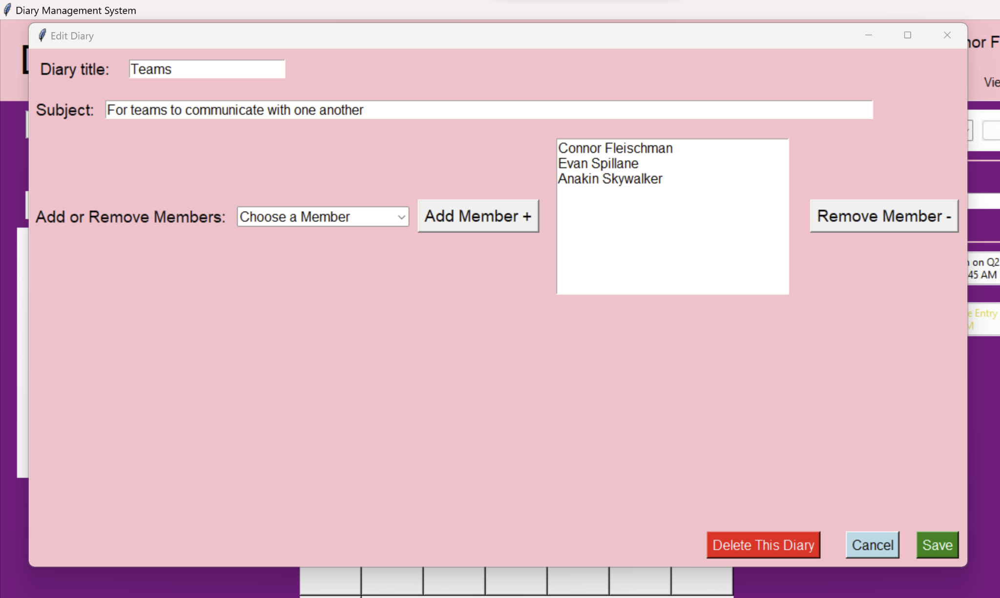 Diary Management System
Edit Diary
Diary title: Teams
Subject: For teams to communicate with one another
Connor Fleischman
Evan Spillane
Anakin Skywalker
Add or Remove Members: Choose a Member Add Member + Remove Member -
on Q2
45 AM
Entry
Delete This Diary Cancel Save